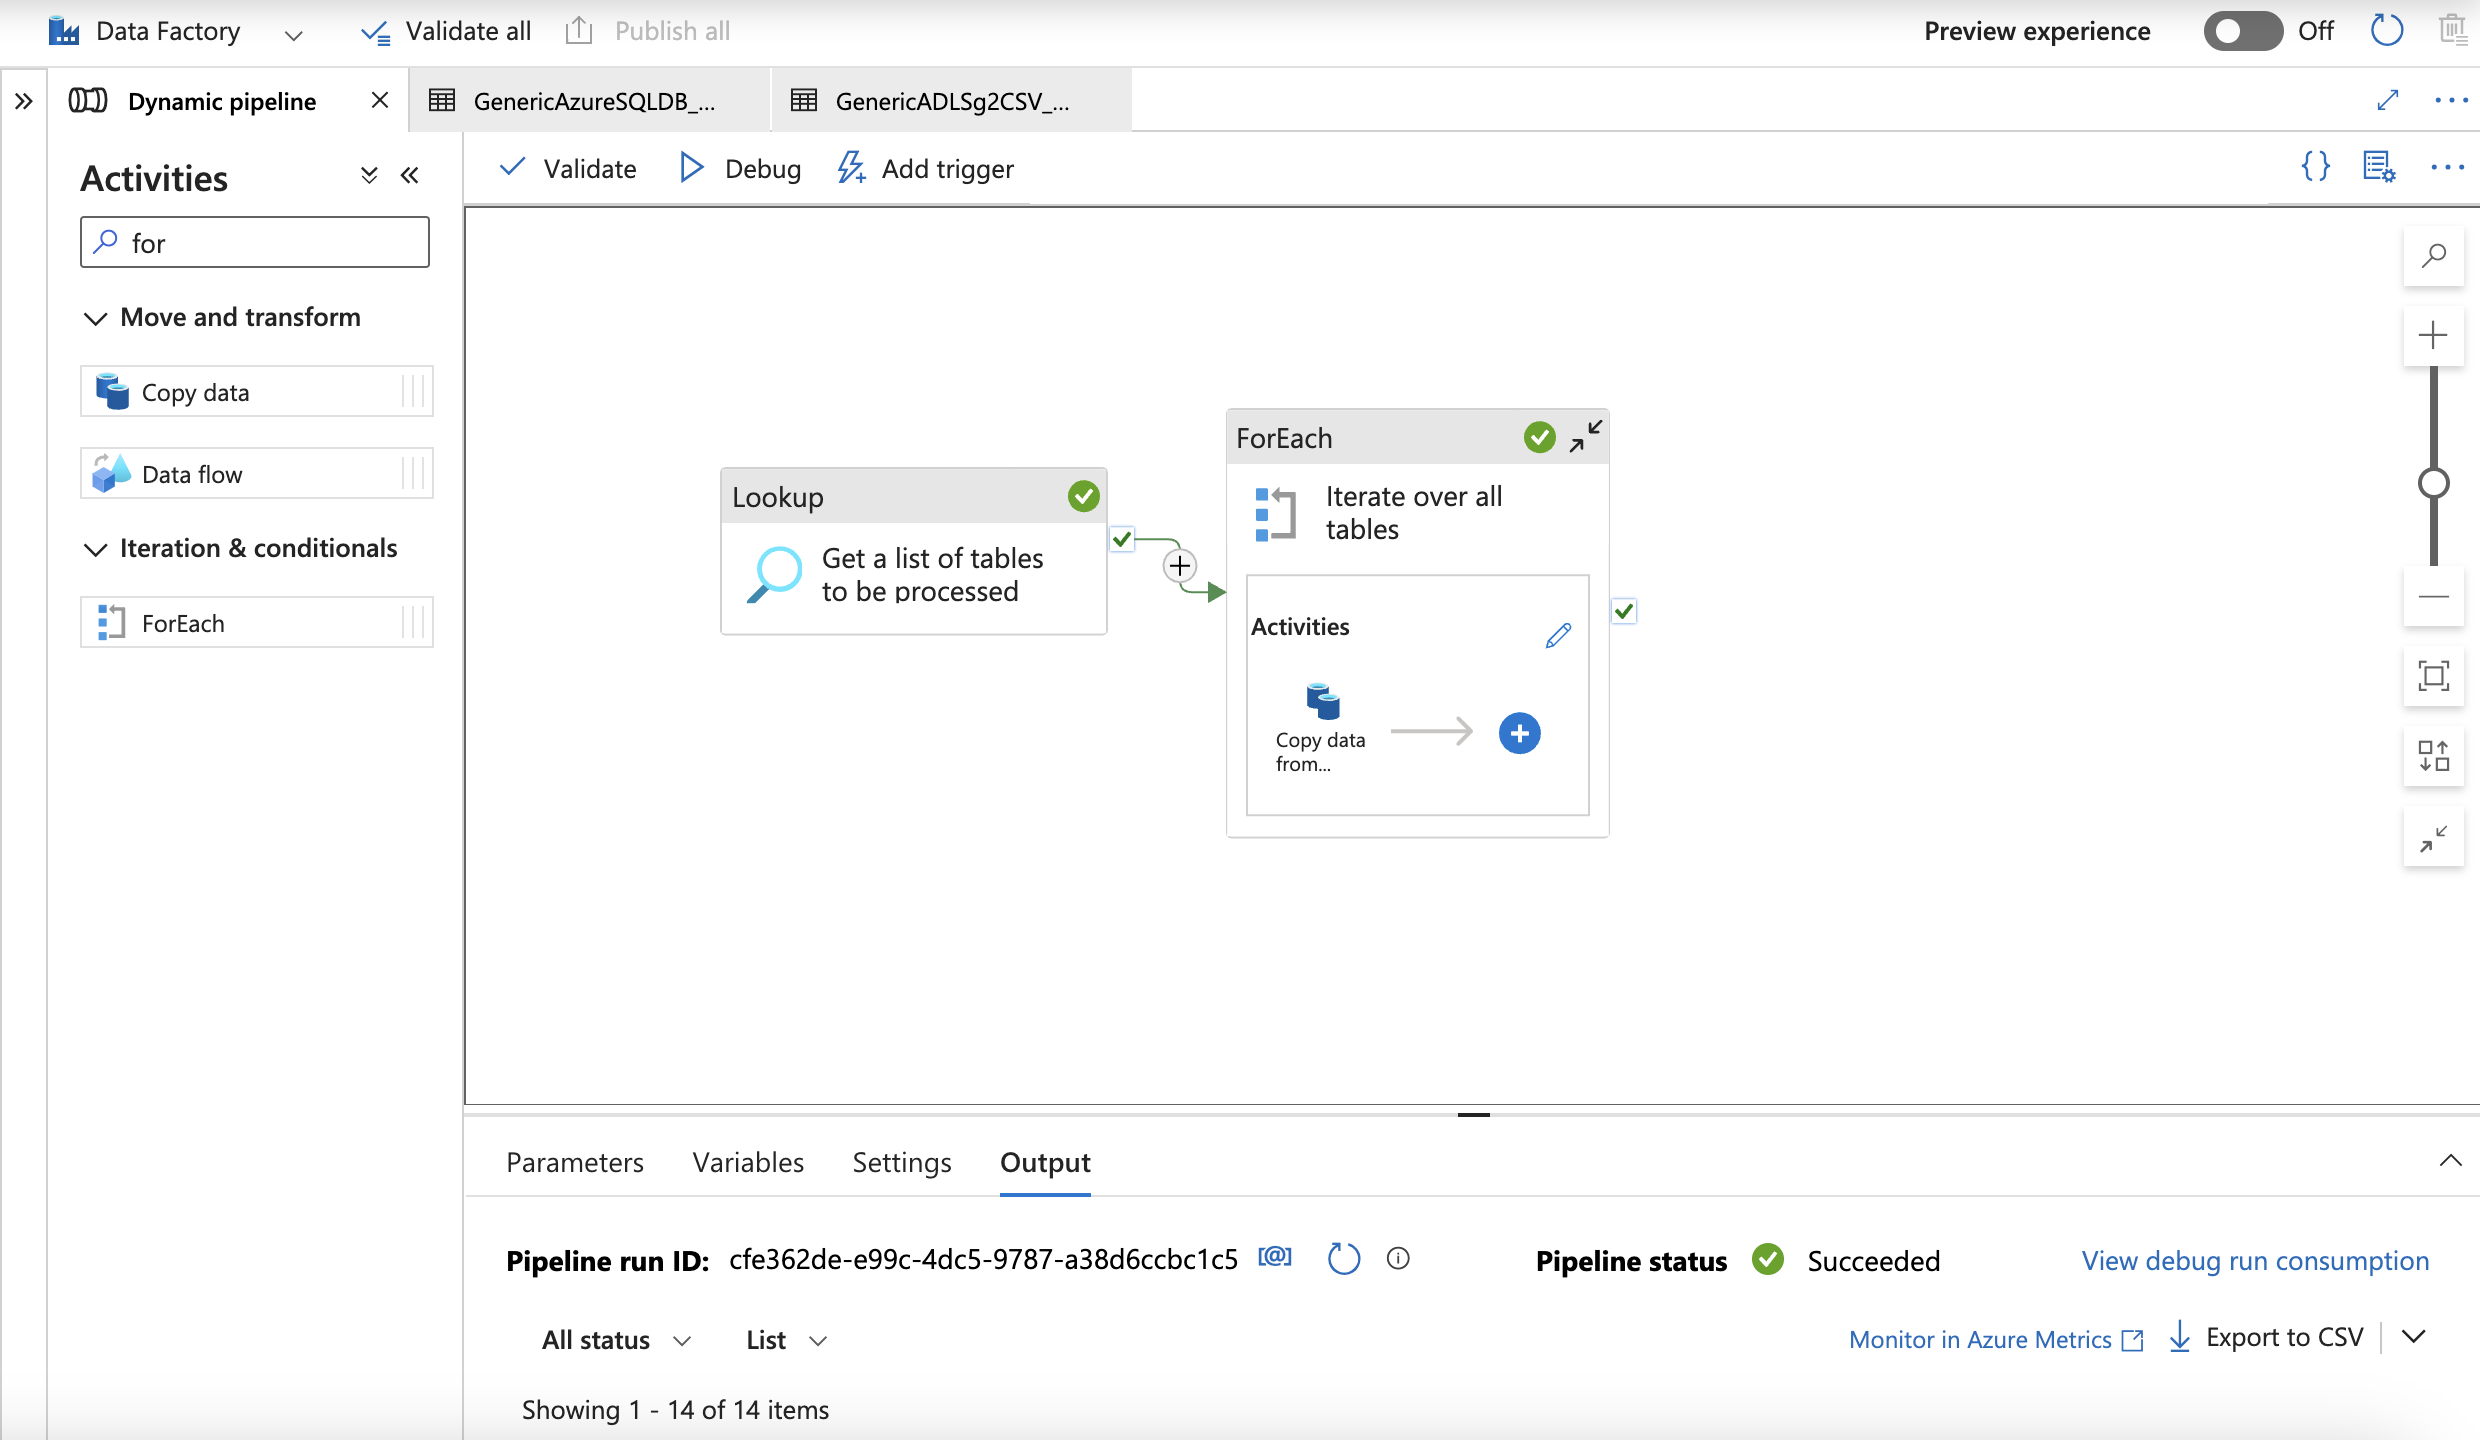 Data Factory
Validate all
Publish all
Preview experience
Off
Dynamic pipeline
GenericAzureSQLDB_...
GenericADLSg2CSV_...
Activities
for
Move and transform
Copy data
Data flow
Iteration & conditionals
ForEach
Validate
Debug
Add trigger
Lookup
Get a list of tables
to be processed
ForEach
Iterate over all
tables
Activities
Copy data
from...
Parameters
Variables
Settings
Output
Pipeline run ID: cfe362de-e99c-4dc5-9787-a38d6ccbc1c5
Pipeline status
Succeeded
View debug run consumption
All status
List
Monitor in Azure Metrics
Export to CSV
Showing 1 - 14 of 14 items